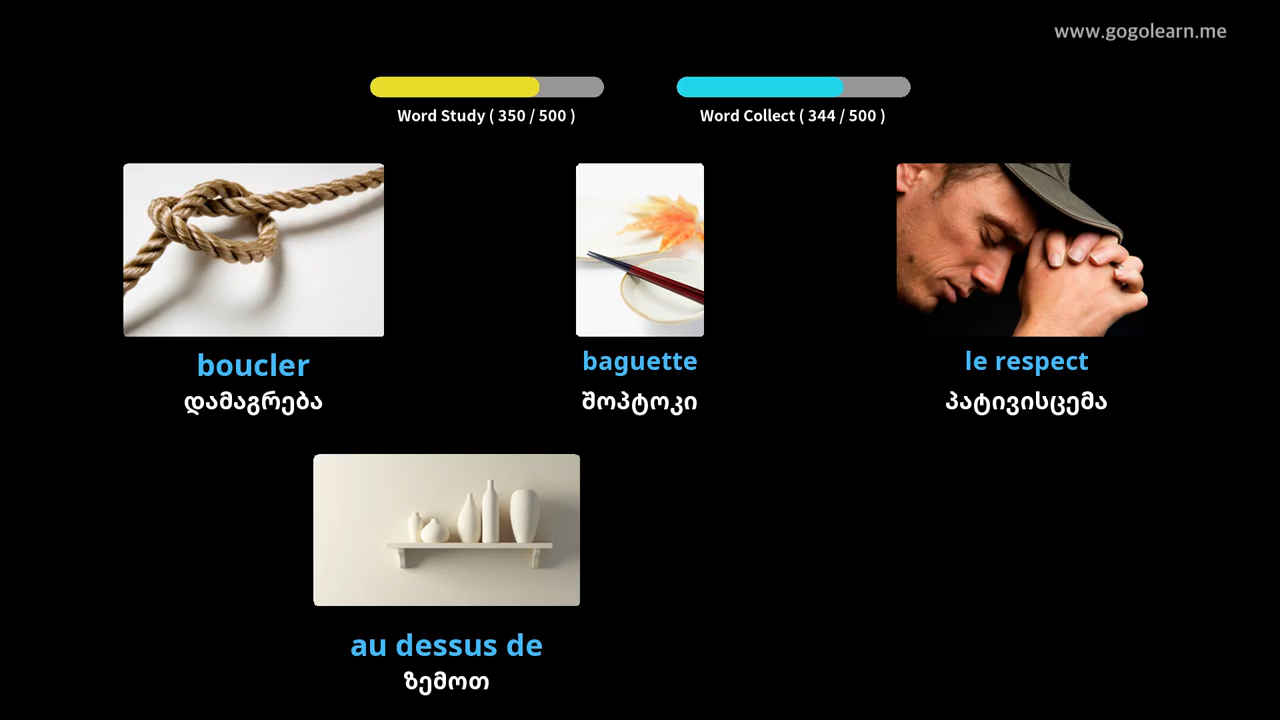 www.gogolearn.me
Word Study ( 350 / 500 )
Word Collect ( 344 / 500 )
boucler
დამაგრება
baguette
შოპტოკი
le respect
პატივისცემა
au dessus de
ზემოთ